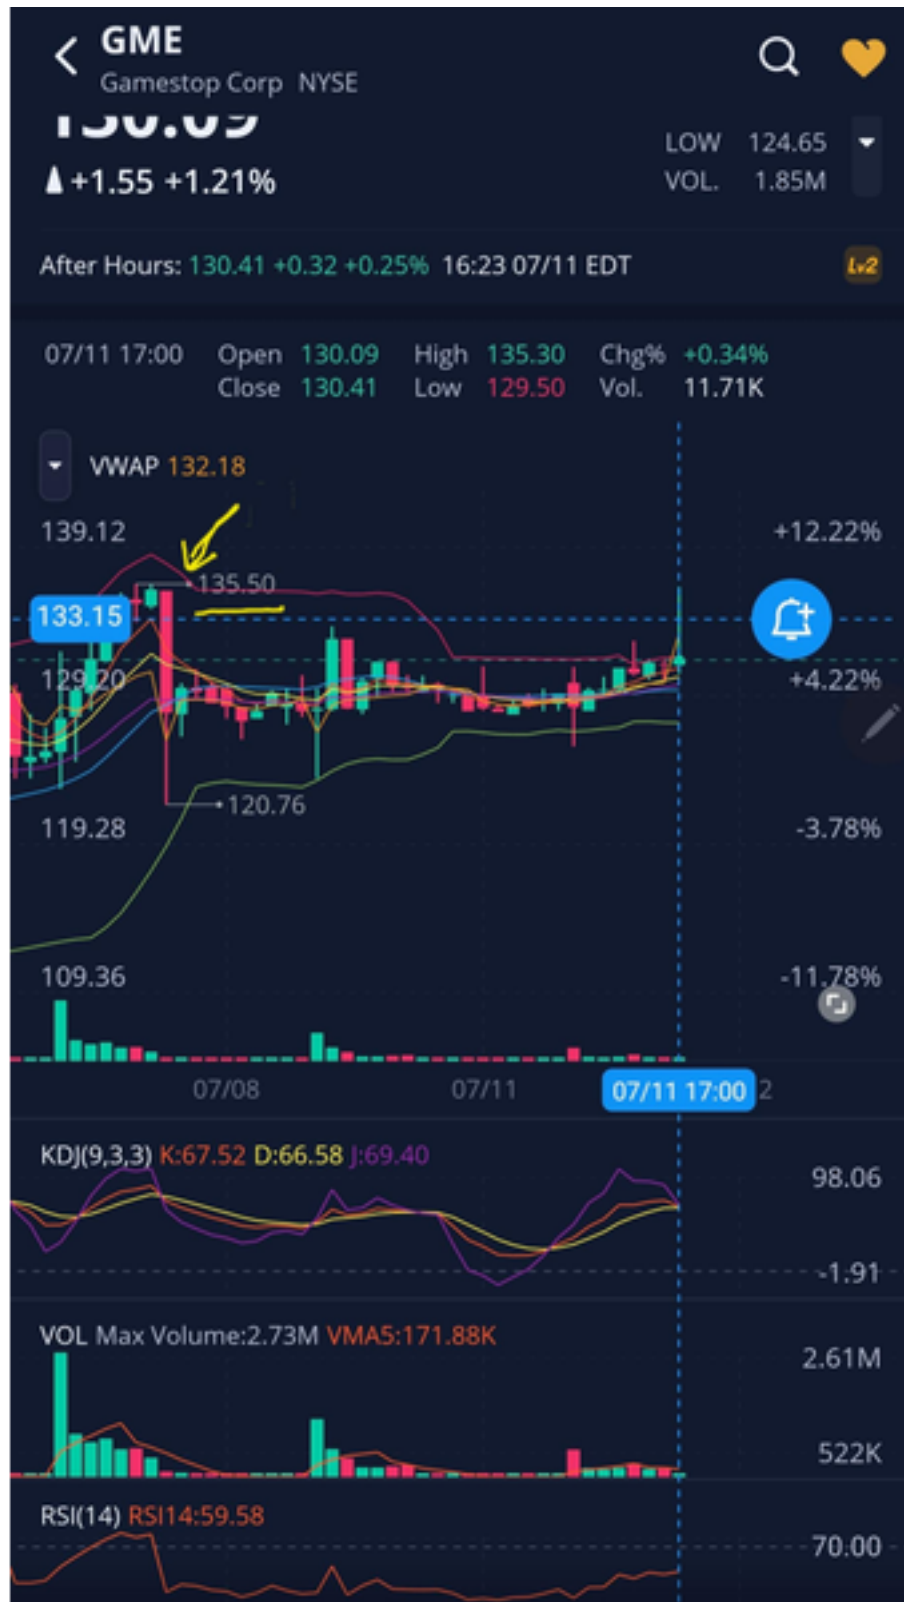 GME
Gamestop Corp NYSE
130.09
LOW 124.65
+1.55 +1.21%
VOL. 1.85M
After Hours: 130.41 +0.32 +0.25% 16:23 07/11 EDT
Lv2
07/11 17:00 Open 130.09 High 135.30 Chg% +0.34%
Close 130.41 Low 129.50 Vol. 11.71K
VWAP 132.18
139.12 +12.22%
135.50
133.15
129.20 +4.22%
120.76
119.28 -3.78%
109.36 -11.78%
07/08 07/11 07/11 17:00 2
KDJ(9,3,3) K:67.52 D:66.58 J:69.40
98.06
-1.91
VOL Max Volume:2.73M VMA5:171.88K
2.61M
522K
RSI(14) RSI14:59.58
70.00